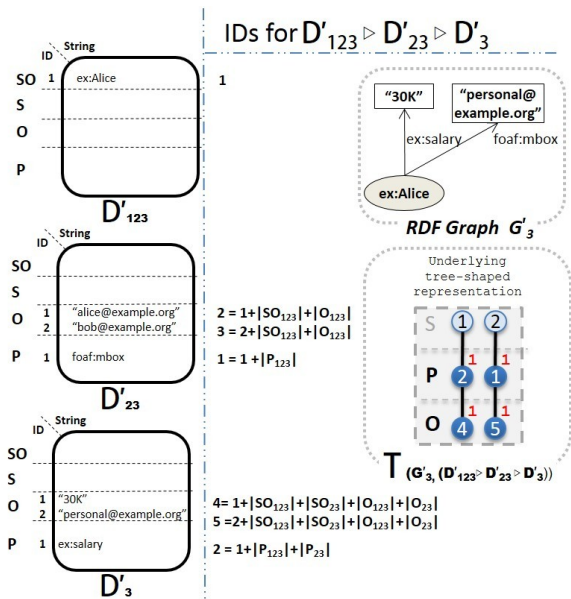 IDs for D′123 ▷ D′23 ▷ D′3
ID String
SO 1 ex:Alice 1
S
O
P
D′123
"30K"
"personal@
example.org"
ex:salary foaf:mbox
ex:Alice
RDF Graph G′3
ID String
SO
S
O 1 "alice@example.org" 2 = 1+|SO123|+|O123|
2 "bob@example.org" 3 = 2+|SO123|+|O123|
P 1 foaf:mbox 1 = 1 +|P123|
D′23
Underlying
tree-shaped
representation
S 1 2
1 1
P 2 1
1 1
O 4 5
T (G′3, (D′123▷ D′23 ▷ D′3))
ID String
SO
S
O 1 "30K" 4= 1+|SO123|+|SO23|+|O123|+|O23|
2 "personal@example.org" 5 =2+|SO123|+|SO23|+|O123|+|O23|
P 1 ex:salary 2 = 1+|P123|+|P23|
D′3